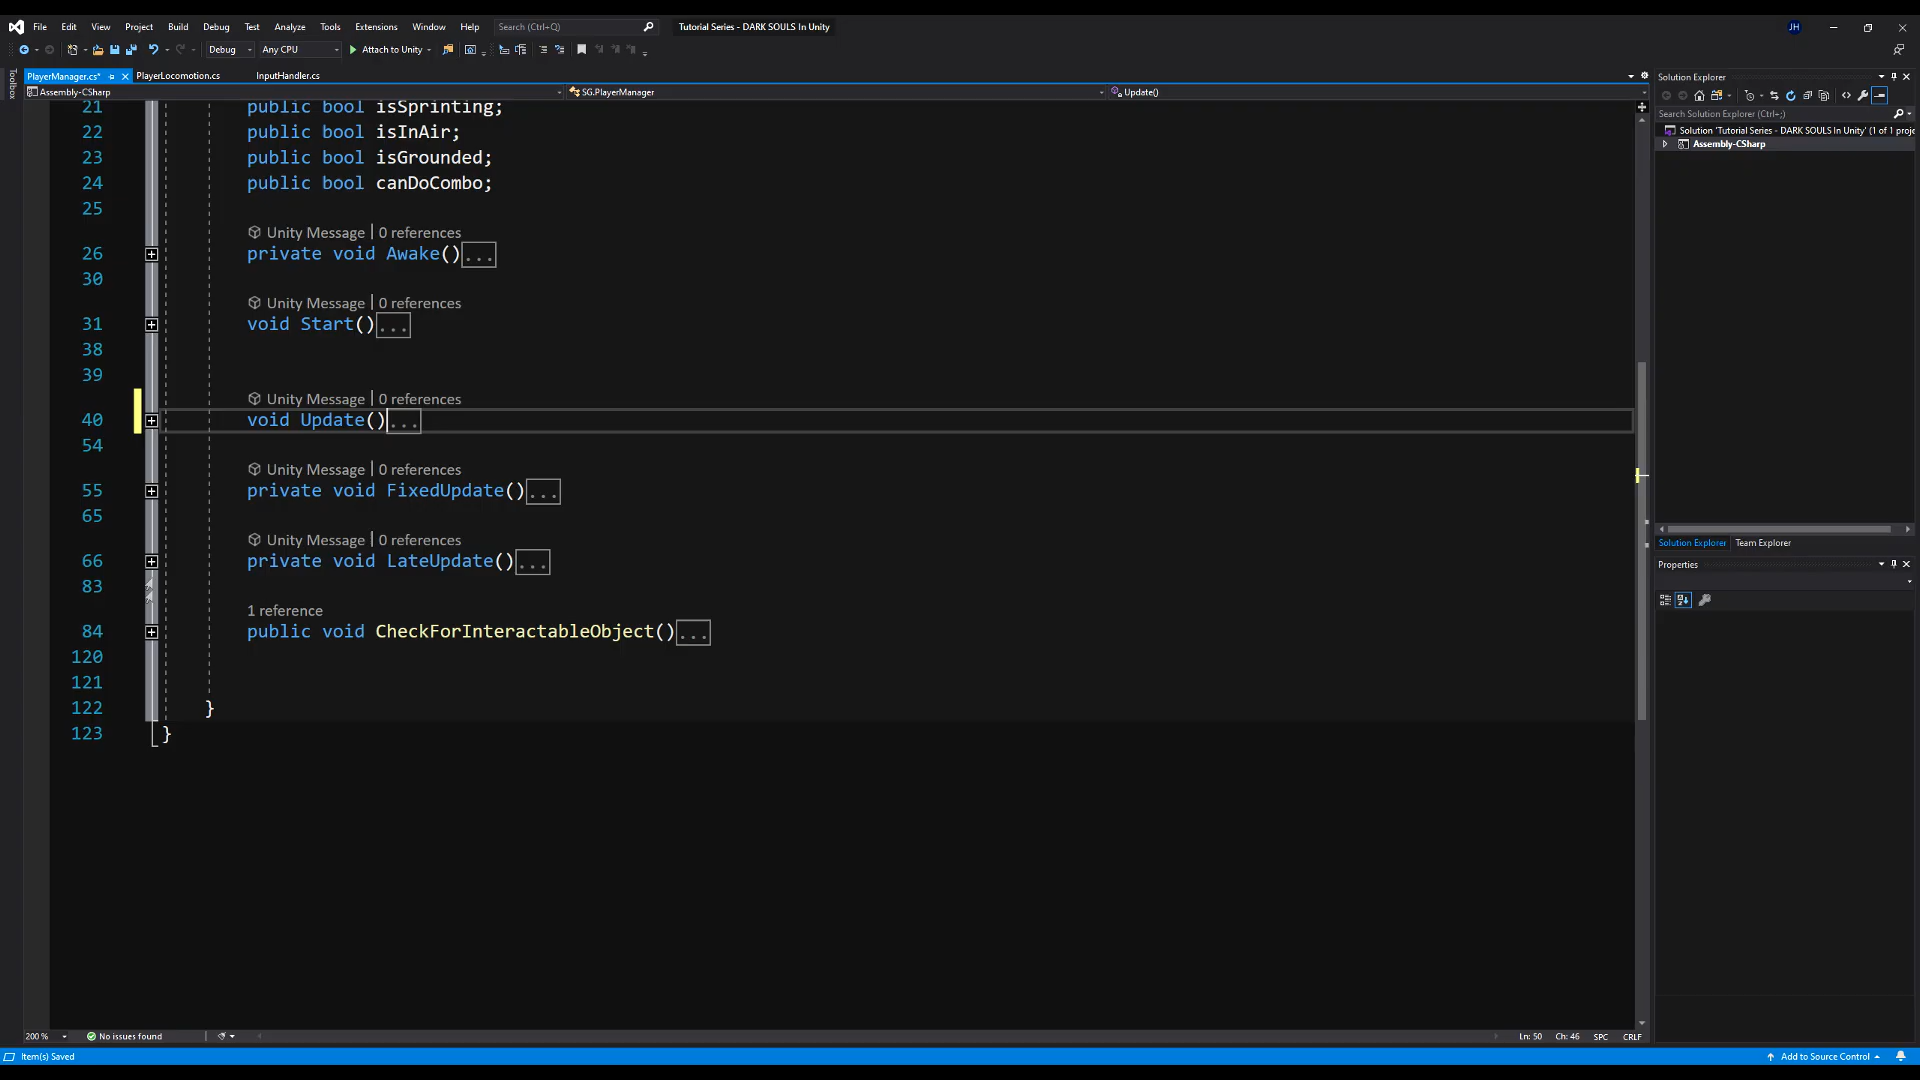 File Edit View Project Build Debug Test Analyze Tools Extensions Window Help Search (Ctrl+Q) Tutorial Series - DARK SOULS In Unity JH
Debug Any CPU Attach to Unity
PlayerManager.cs* PlayerLocomotion.cs InputHandler.cs
Assembly-CSharp SG.PlayerManager Update()
Toolbox
21 public bool isSprinting;
22 public bool isInAir;
23 public bool isGrounded;
24 public bool canDoCombo;
25
Unity Message | 0 references
26 private void Awake()...
30
Unity Message | 0 references
31 void Start()...
38
39
Unity Message | 0 references
40 void Update()...
54
Unity Message | 0 references
55 private void FixedUpdate()...
65
Unity Message | 0 references
66 private void LateUpdate()...
83
1 reference
84 public void CheckForInteractableObject()...
120
121
122 }
123 }
200 % No issues found Ln: 50 Ch: 46 SPC CRLF
Item(s) Saved Add to Source Control
Solution Explorer
Search Solution Explorer (Ctrl+;)
Solution 'Tutorial Series - DARK SOULS In Unity' (1 of 1 proje
Assembly-CSharp
Solution Explorer Team Explorer
Properties